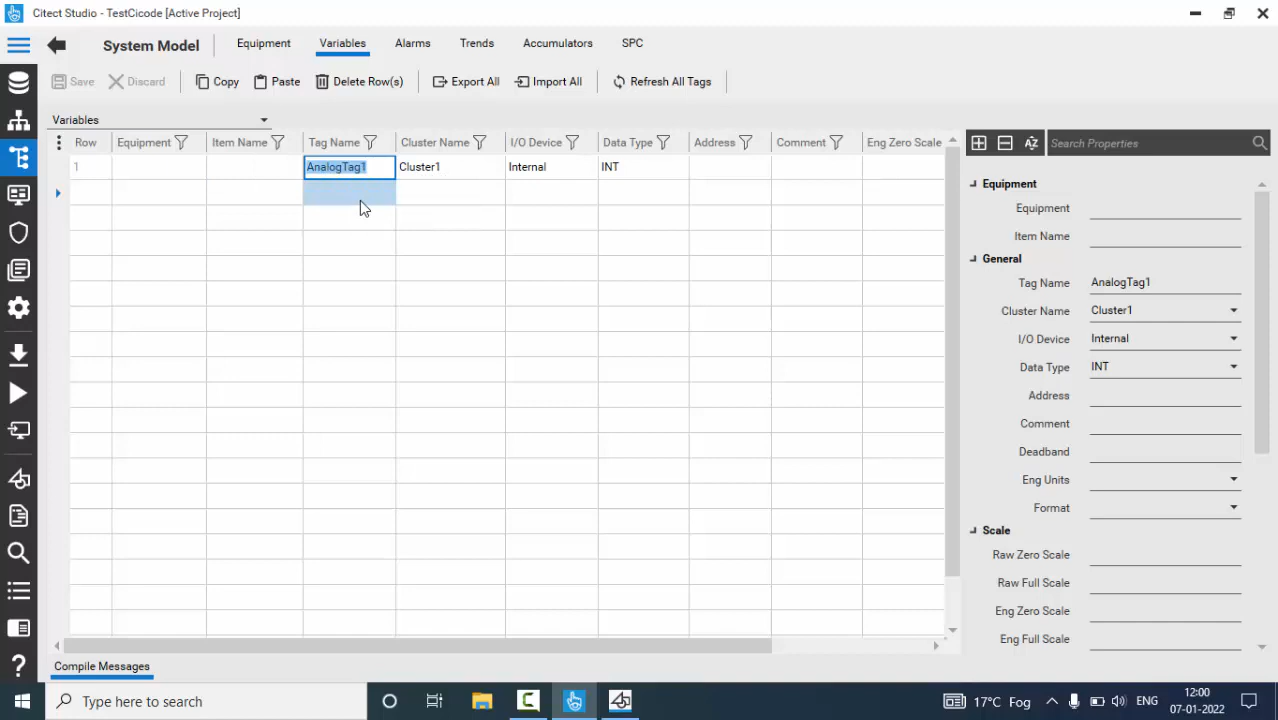 Citect Studio - TestCicode [Active Project]
System Model Equipment Variables Alarms Trends Accumulators SPC
Save Discard Copy Paste Delete Row(s) Export All Import All Refresh All Tags
Variables
Row Equipment Item Name Tag Name Cluster Name I/O Device Data Type Address Comment Eng Zero Scale
1 AnalogTag1 Cluster1 Internal INT
Search Properties
Equipment
Equipment
Item Name
General
Tag Name AnalogTag1
Cluster Name Cluster1
I/O Device Internal
Data Type INT
Address
Comment
Deadband
Eng Units
Format
Scale
Raw Zero Scale
Raw Full Scale
Eng Zero Scale
Eng Full Scale
Compile Messages
Type here to search
17°C Fog
ENG
12:00
07-01-2022